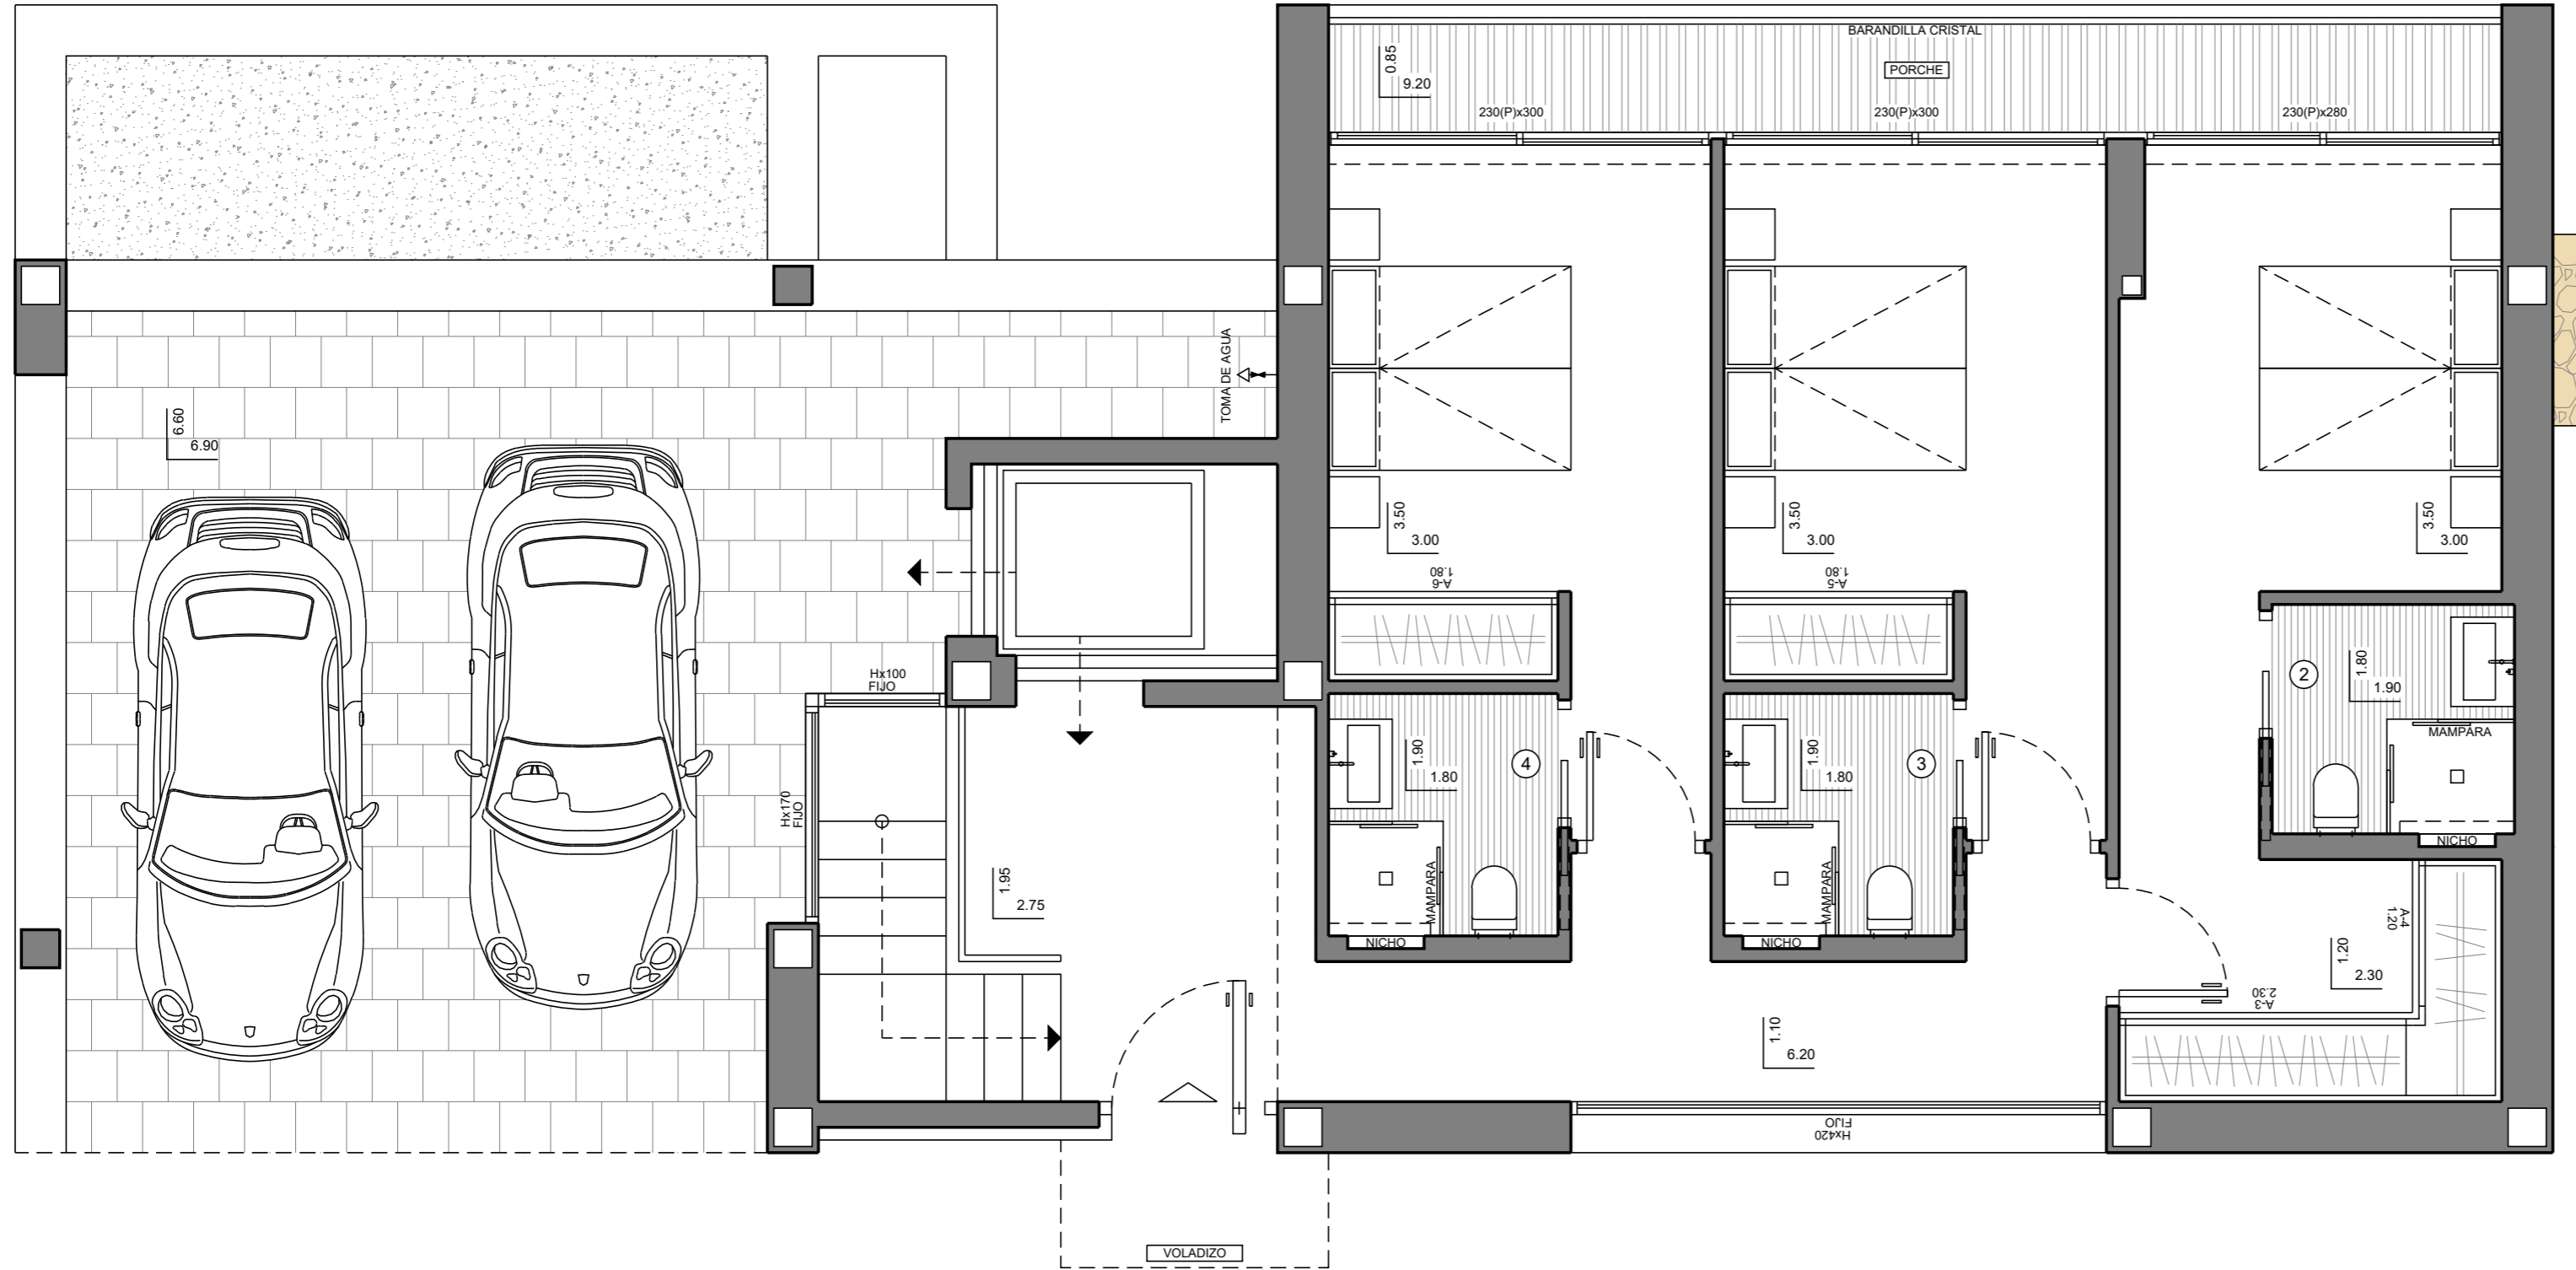 BARANDILLA CRISTAL
PORCHE
0.85
9.20
230(P)x300
230(P)x300
230(P)x280
TOMA DE AGUA
6.60
6.90
3.50
3.00
3.50
3.00
3.50
3.00
A-6
1.80
A-5
1.80
Hx100
FIJO
Hx170
FIJO
1.95
2.75
1.90
1.80
4
MAMPARA
NICHO
1.90
1.80
3
MAMPARA
NICHO
2
1.80
1.90
MAMPARA
NICHO
A-4
1.20
1.20
2.30
A-3
2.30
1.10
6.20
Hx420
FIJO
VOLADIZO